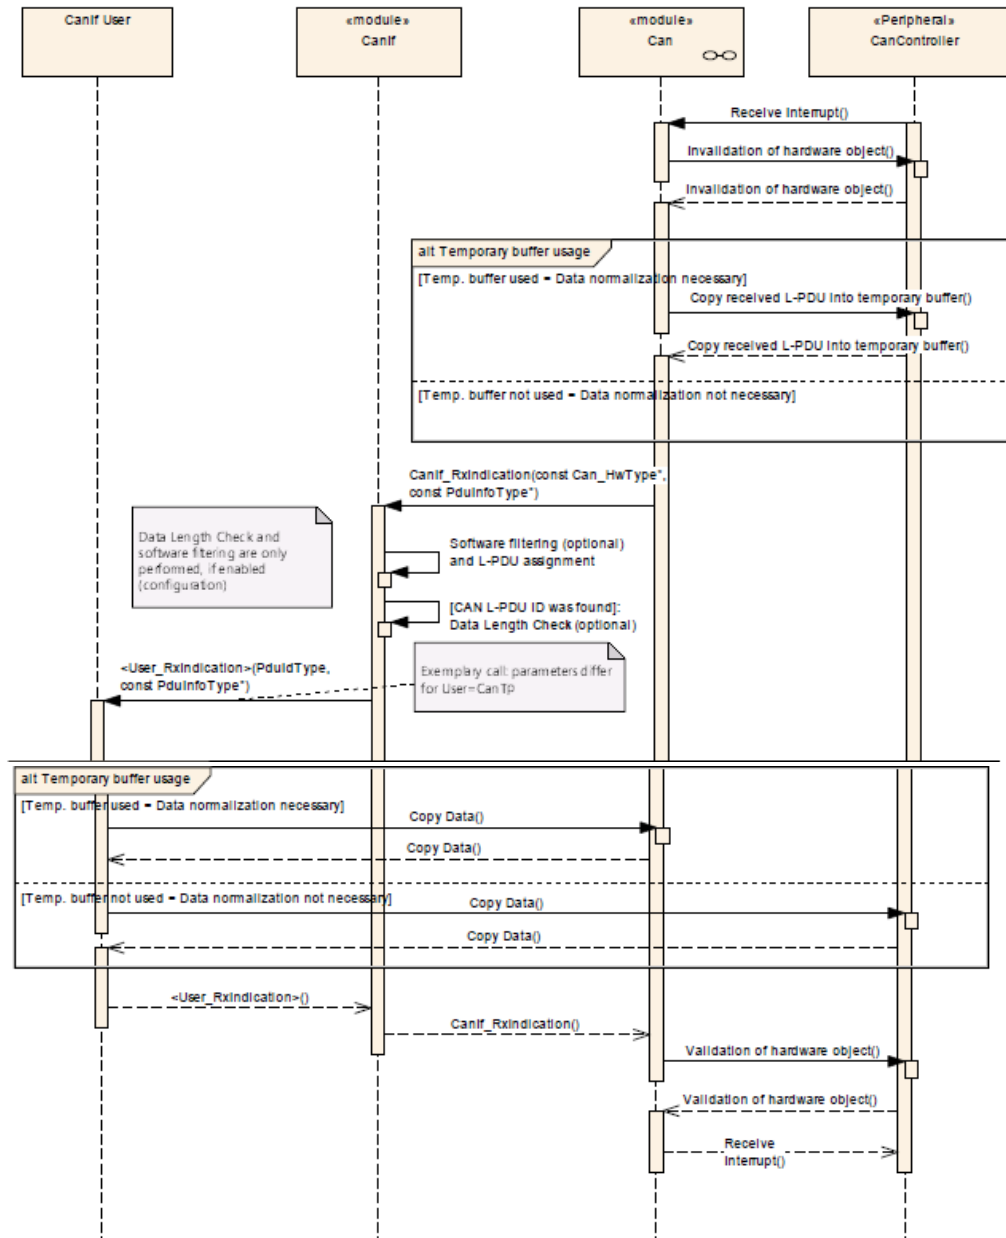 CanIf User
«module»
CanIf
«module»
Can
«Peripheral»
CanController
Receive Interrupt()
Invalidation of hardware object()
Invalidation of hardware object()
alt Temporary buffer usage
[Temp. buffer used = Data normalization necessary]
Copy received L-PDU into temporary buffer()
Copy received L-PDU into temporary buffer()
[Temp. buffer not used = Data normalization not necessary]
CanIf_RxIndication(const Can_HwType*,
const PduInfoType*)
Data Length Check and
software filtering are only
performed, if enabled
(configuration)
Software filtering (optional)
and L-PDU assignment
[CAN L-PDU ID was found]:
Data Length Check (optional)
<User_RxIndication>(PduIdType,
const PduInfoType*)
Exemplary call: parameters differ
for User=CanTp
alt Temporary buffer usage
[Temp. buffer used = Data normalization necessary]
Copy Data()
Copy Data()
[Temp. buffer not used = Data normalization not necessary]
Copy Data()
Copy Data()
<User_RxIndication>()
CanIf_RxIndication()
Validation of hardware object()
Validation of hardware object()
Receive
Interrupt()